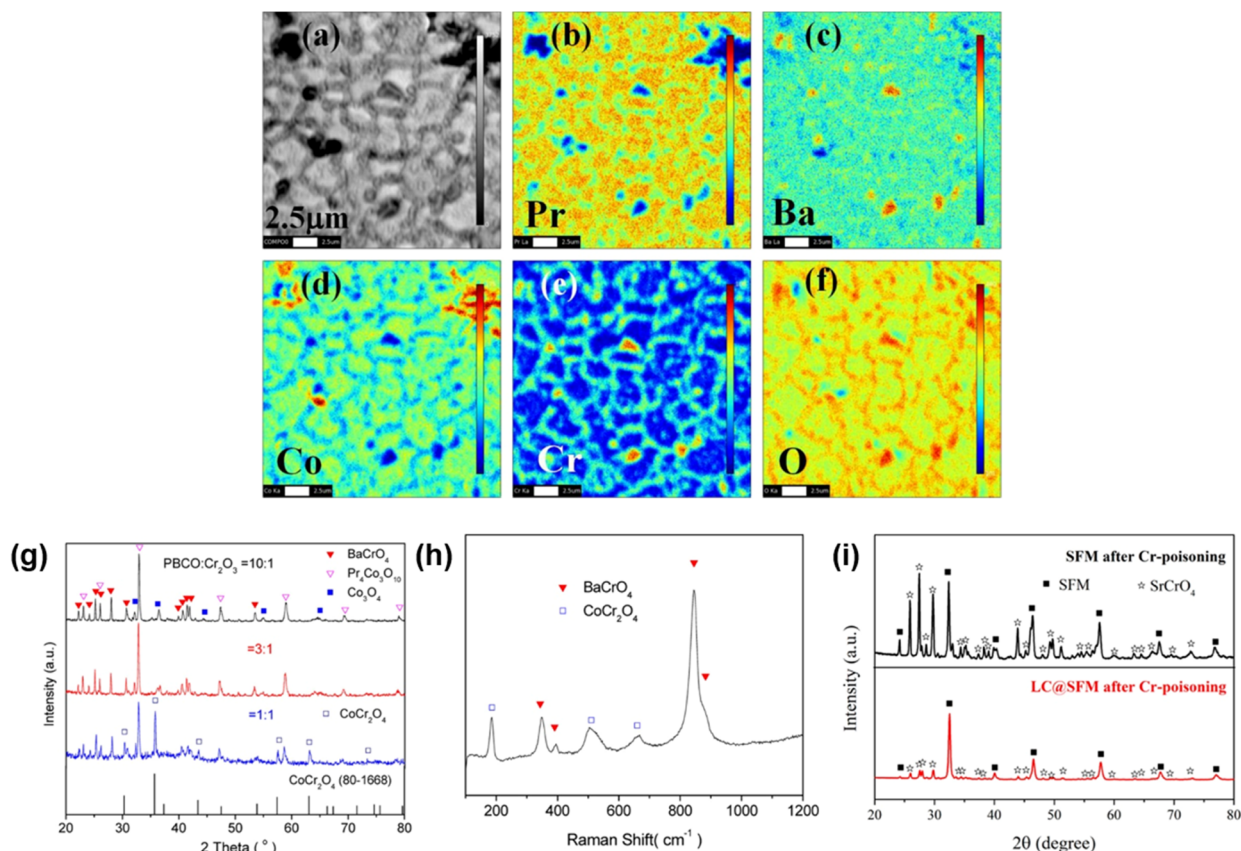 (a)
2.5μm
COMPO0 2.5um
(b)
Pr
Pr La 2.5um
(c)
Ba
Ba La 2.5um
(d)
Co
Co Ka 2.5um
(e)
Cr
Cr Ka 2.5um
(f)
O
O Ka 2.5um
(g)
PBCO:Cr₂O₃ =10:1
BaCrO₄
Pr₄Co₃O₁₀
Co₃O₄
=3:1
=1:1
CoCr₂O₄
CoCr₂O₄ (80-1668)
Intensity (a.u.)
20 30 40 50 60 70 80
2 Theta ( ° )
(h)
BaCrO₄
CoCr₂O₄
200 400 600 800 1000 1200
Raman Shift( cm⁻¹ )
(i)
SFM after Cr-poisoning
SFM
SrCrO₄
LC@SFM after Cr-poisoning
Intensity (a.u.)
20 30 40 50 60 70 80
2θ (degree)